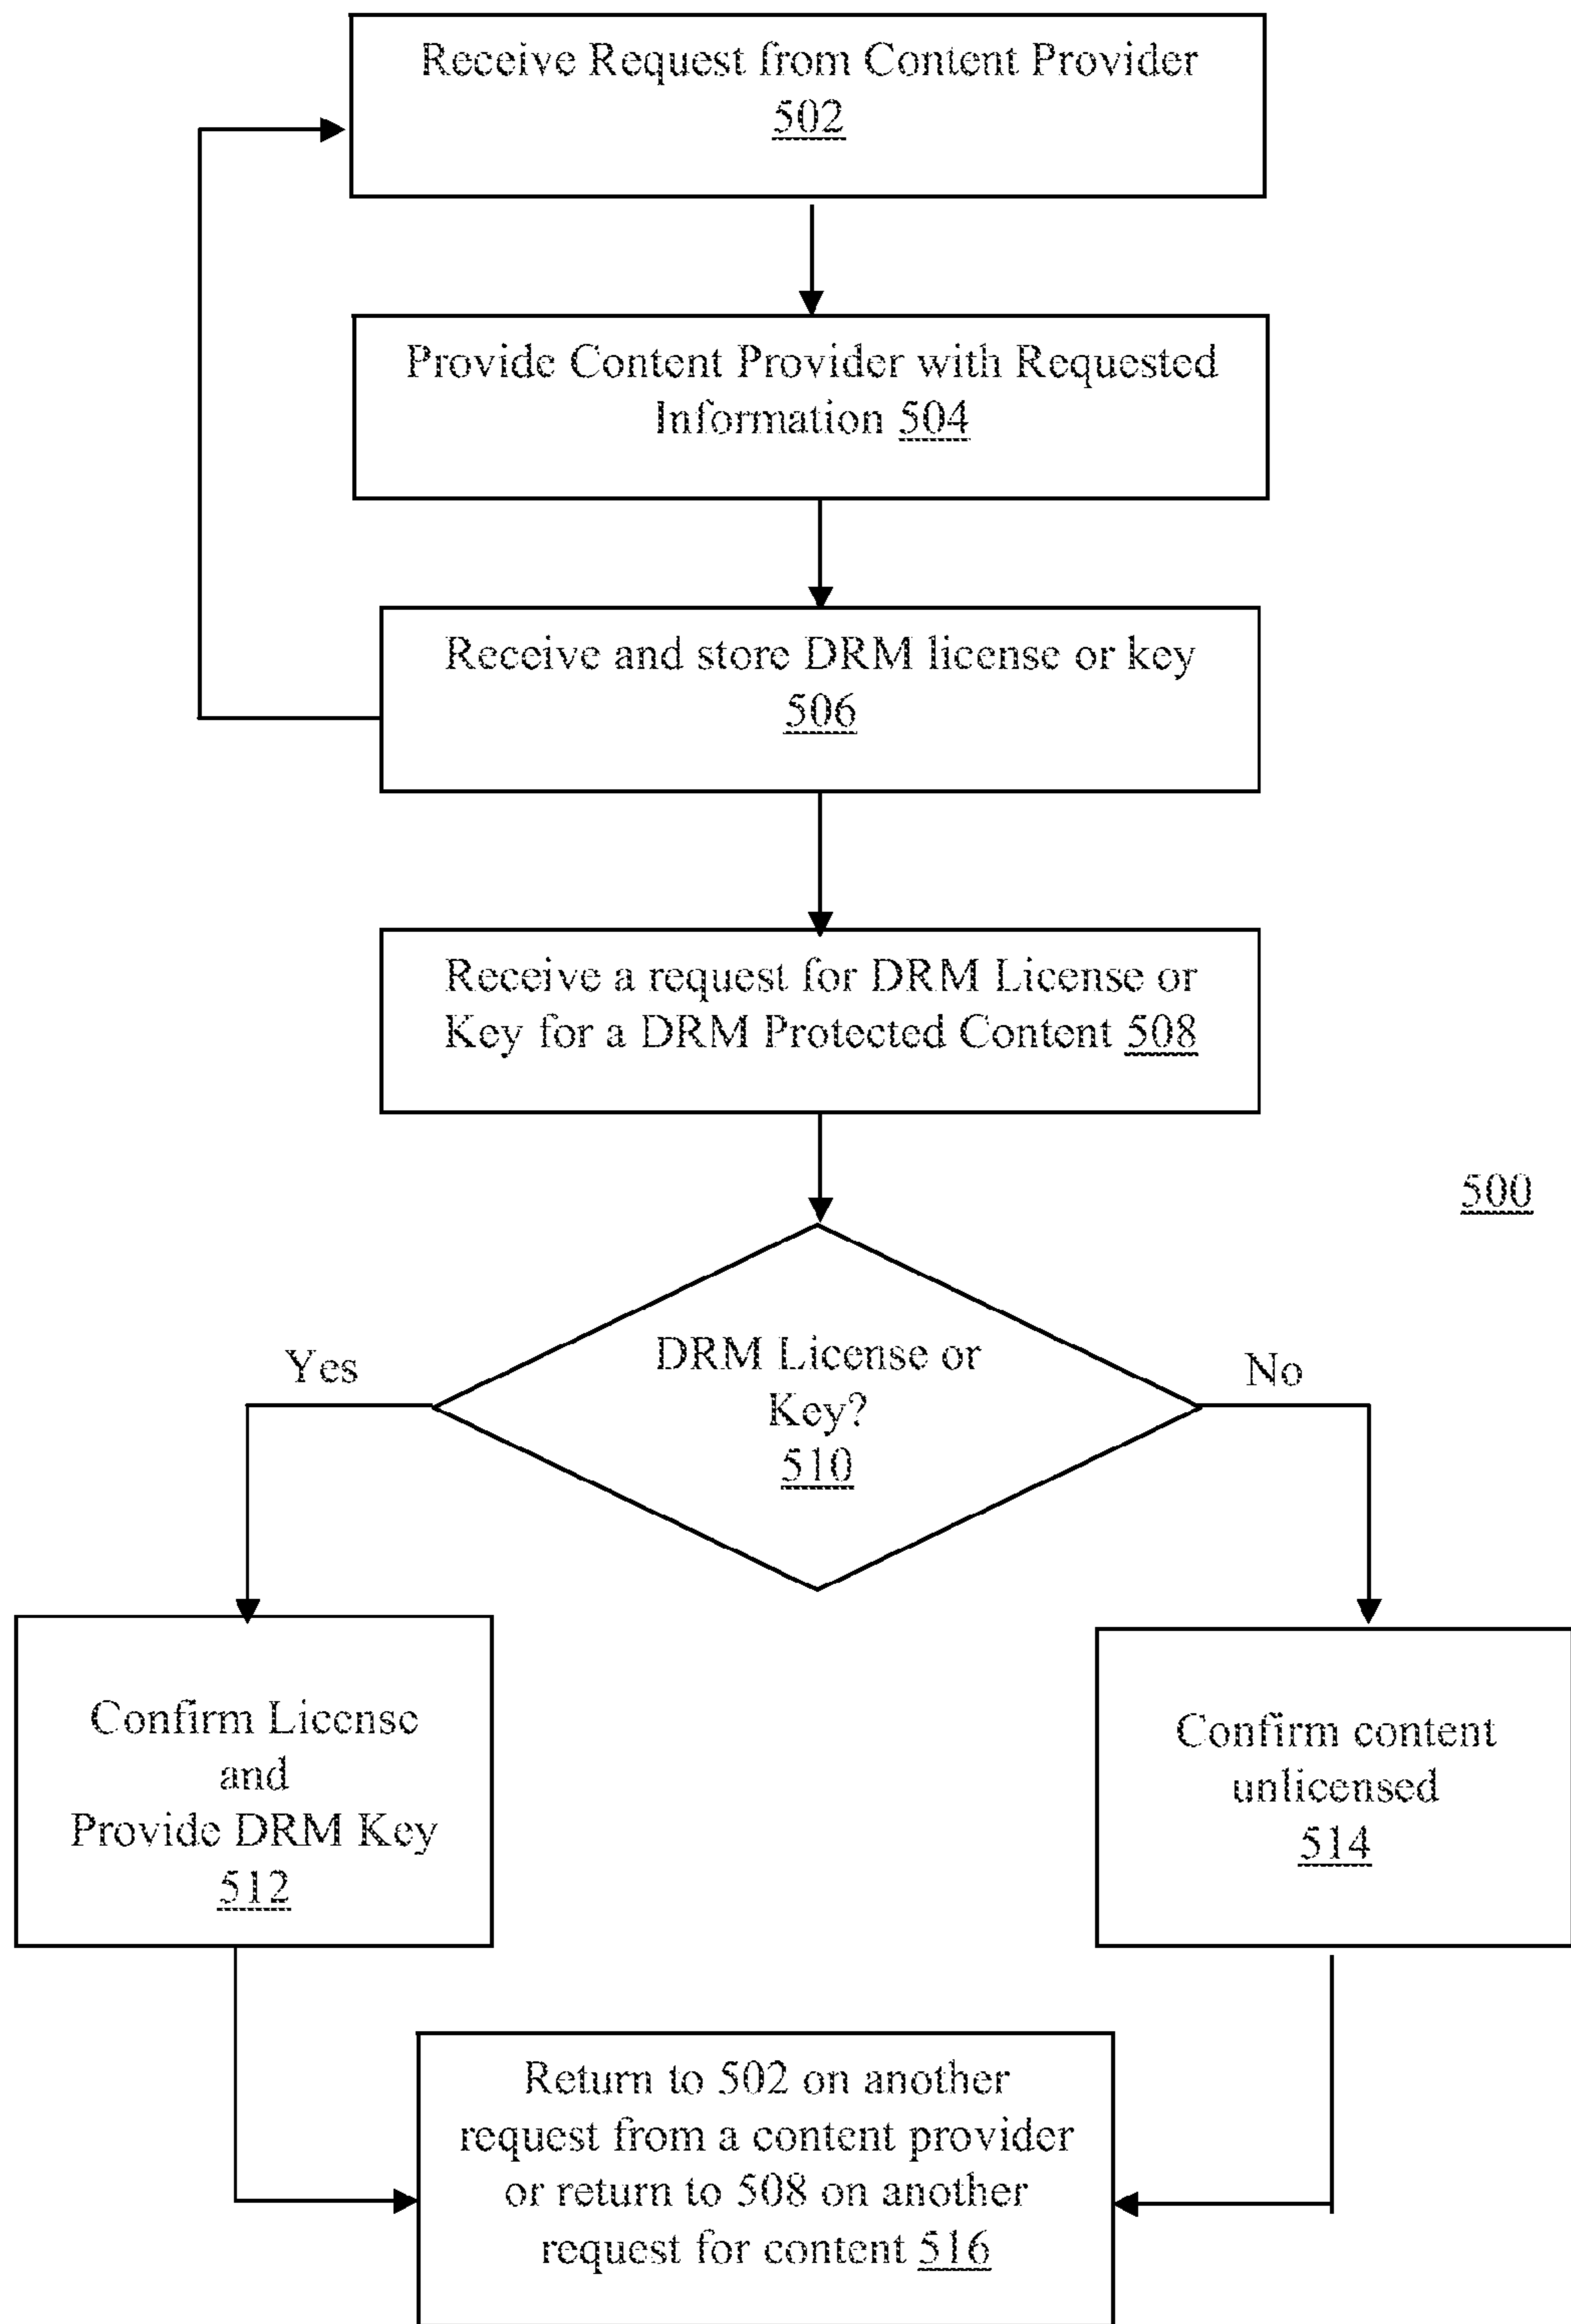 Receive Request from Content Provider
502
Provide Content Provider with Requested
Information 504
Receive and store DRM license or key
506
Receive a request for DRM License or
Key for a DRM Protected Content 508
500
DRM License or
Key?
510
Yes
No
Confirm License
and
Provide DRM Key
512
Confirm content
unlicensed
514
Return to 502 on another
request from a content provider
or return to 508 on another
request for content 516